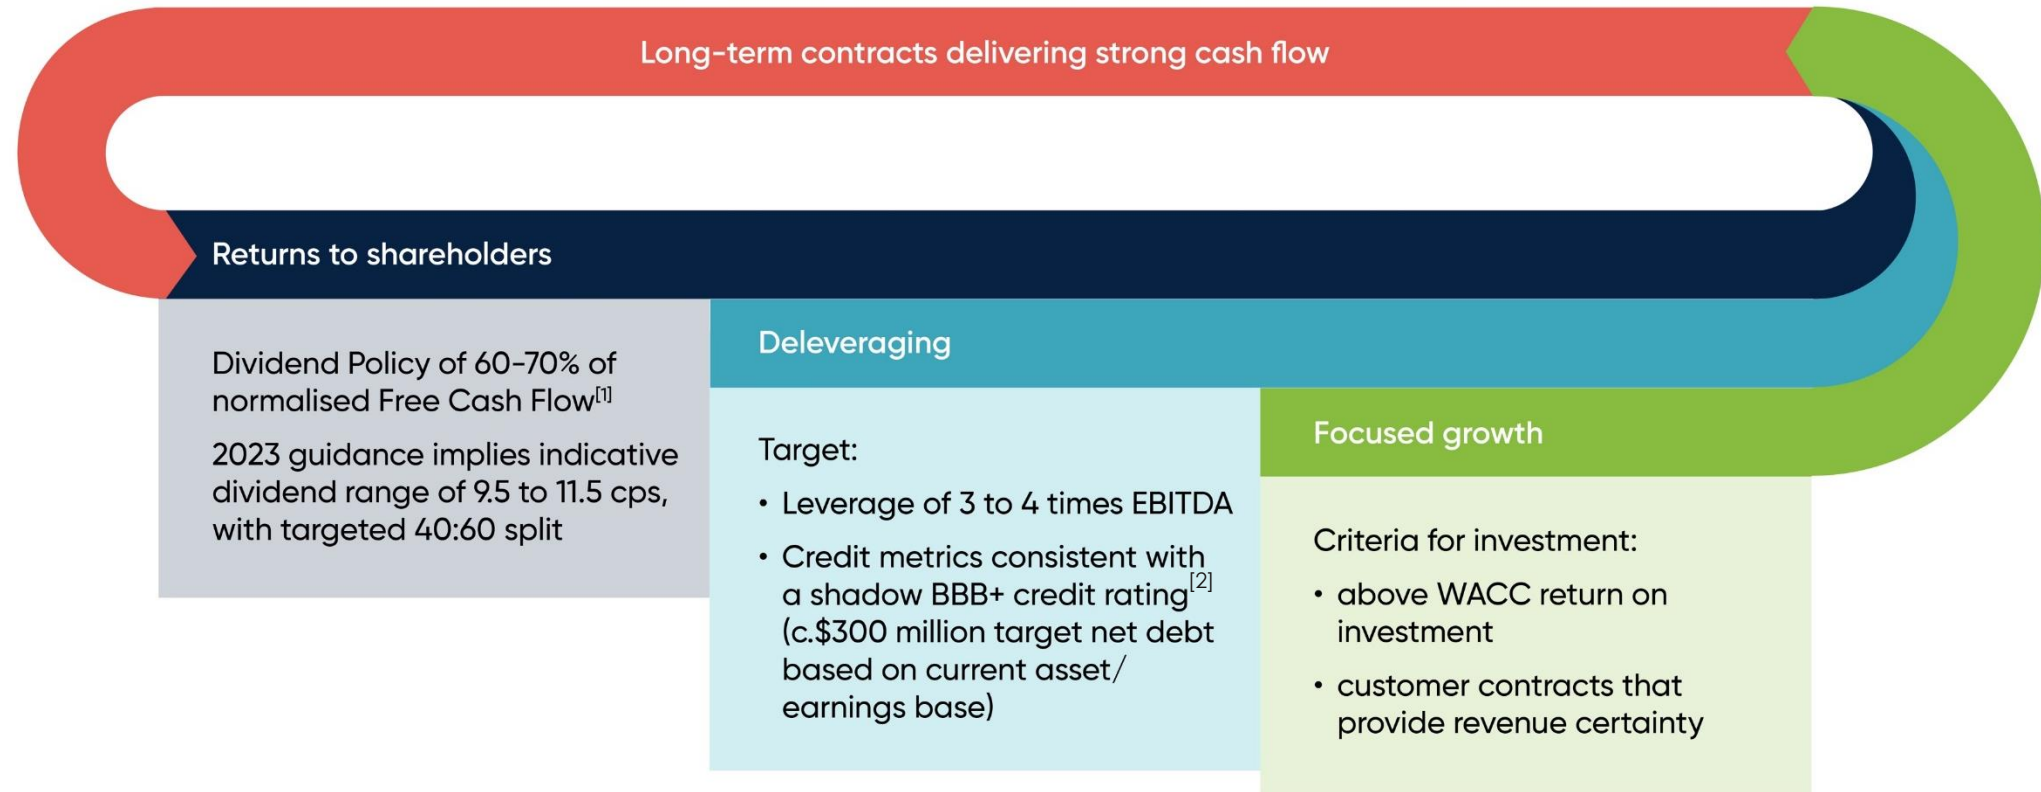 Long-term contracts delivering strong cash flow
Returns to shareholders
Dividend Policy of 60-70% of
normalised Free Cash Flow[1]
2023 guidance implies indicative
dividend range of 9.5 to 11.5 cps,
with targeted 40:60 split
Deleveraging
Target:
• Leverage of 3 to 4 times EBITDA
• Credit metrics consistent with
a shadow BBB+ credit rating[2]
(c.$300 million target net debt
based on current asset/
earnings base)
Focused growth
Criteria for investment:
• above WACC return on
investment
• customer contracts that
provide revenue certainty